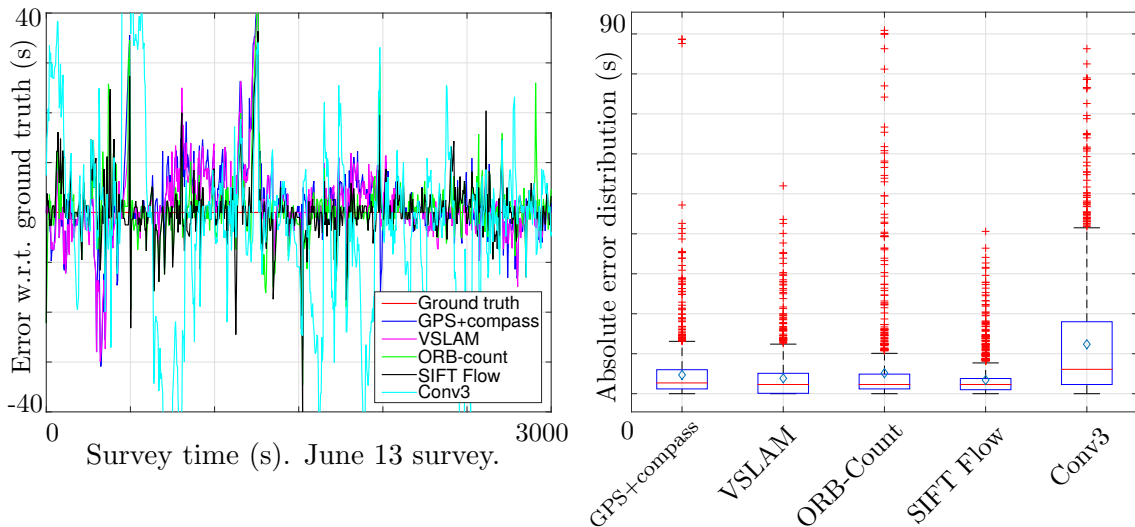 40
Error w.r.t. ground truth (s)
-40
0
3000
Survey time (s). June 13 survey.
Ground truth
GPS+compass
VSLAM
ORB-count
SIFT Flow
Conv3
90
Absolute error distribution (s)
0
GPS+compass
VSLAM
ORB-Count
SIFT Flow
Conv3